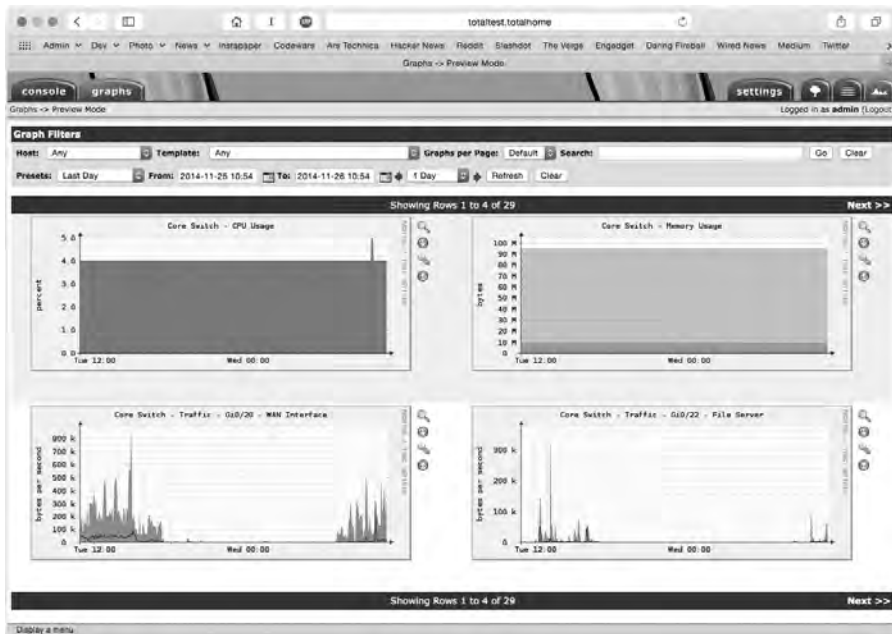 totaltest.totalhome
Admin Dev Photo News Instapaper Codewars Ars Technica Hacker News Reddit Slashdot The Verge Engadget Daring Fireball Wired News Medium Twitter
Graphs -> Preview Mode
console graphs settings
Graphs -> Preview Mode Logged in as admin (Logout
Graph Filters
Host: Any Template: Any Graphs per Page: Default Search: Go Clear
Presets: Last Day From: 2014-11-25 10:54 To: 2014-11-26 10:54 1 Day Refresh Clear
Showing Rows 1 to 4 of 29 Next >>
Core Switch - CPU Usage
percent
5.0
4.0
3.0
2.0
1.0
0.0
Tue 12:00 Wed 00:00
Core Switch - Memory Usage
bytes
100 M
90 M
80 M
70 M
60 M
50 M
40 M
30 M
20 M
10 M
0
Tue 12:00 Wed 00:00
Core Switch - Traffic - Gi0/20 - WAN Interface
bytes per second
900 k
800 k
700 k
600 k
500 k
400 k
300 k
200 k
100 k
0
Tue 12:00 Wed 00:00
Core Switch - Traffic - Gi0/22 - File Server
bytes per second
300 k
200 k
100 k
0
Tue 12:00 Wed 00:00
Showing Rows 1 to 4 of 29 Next >>
Display a menu